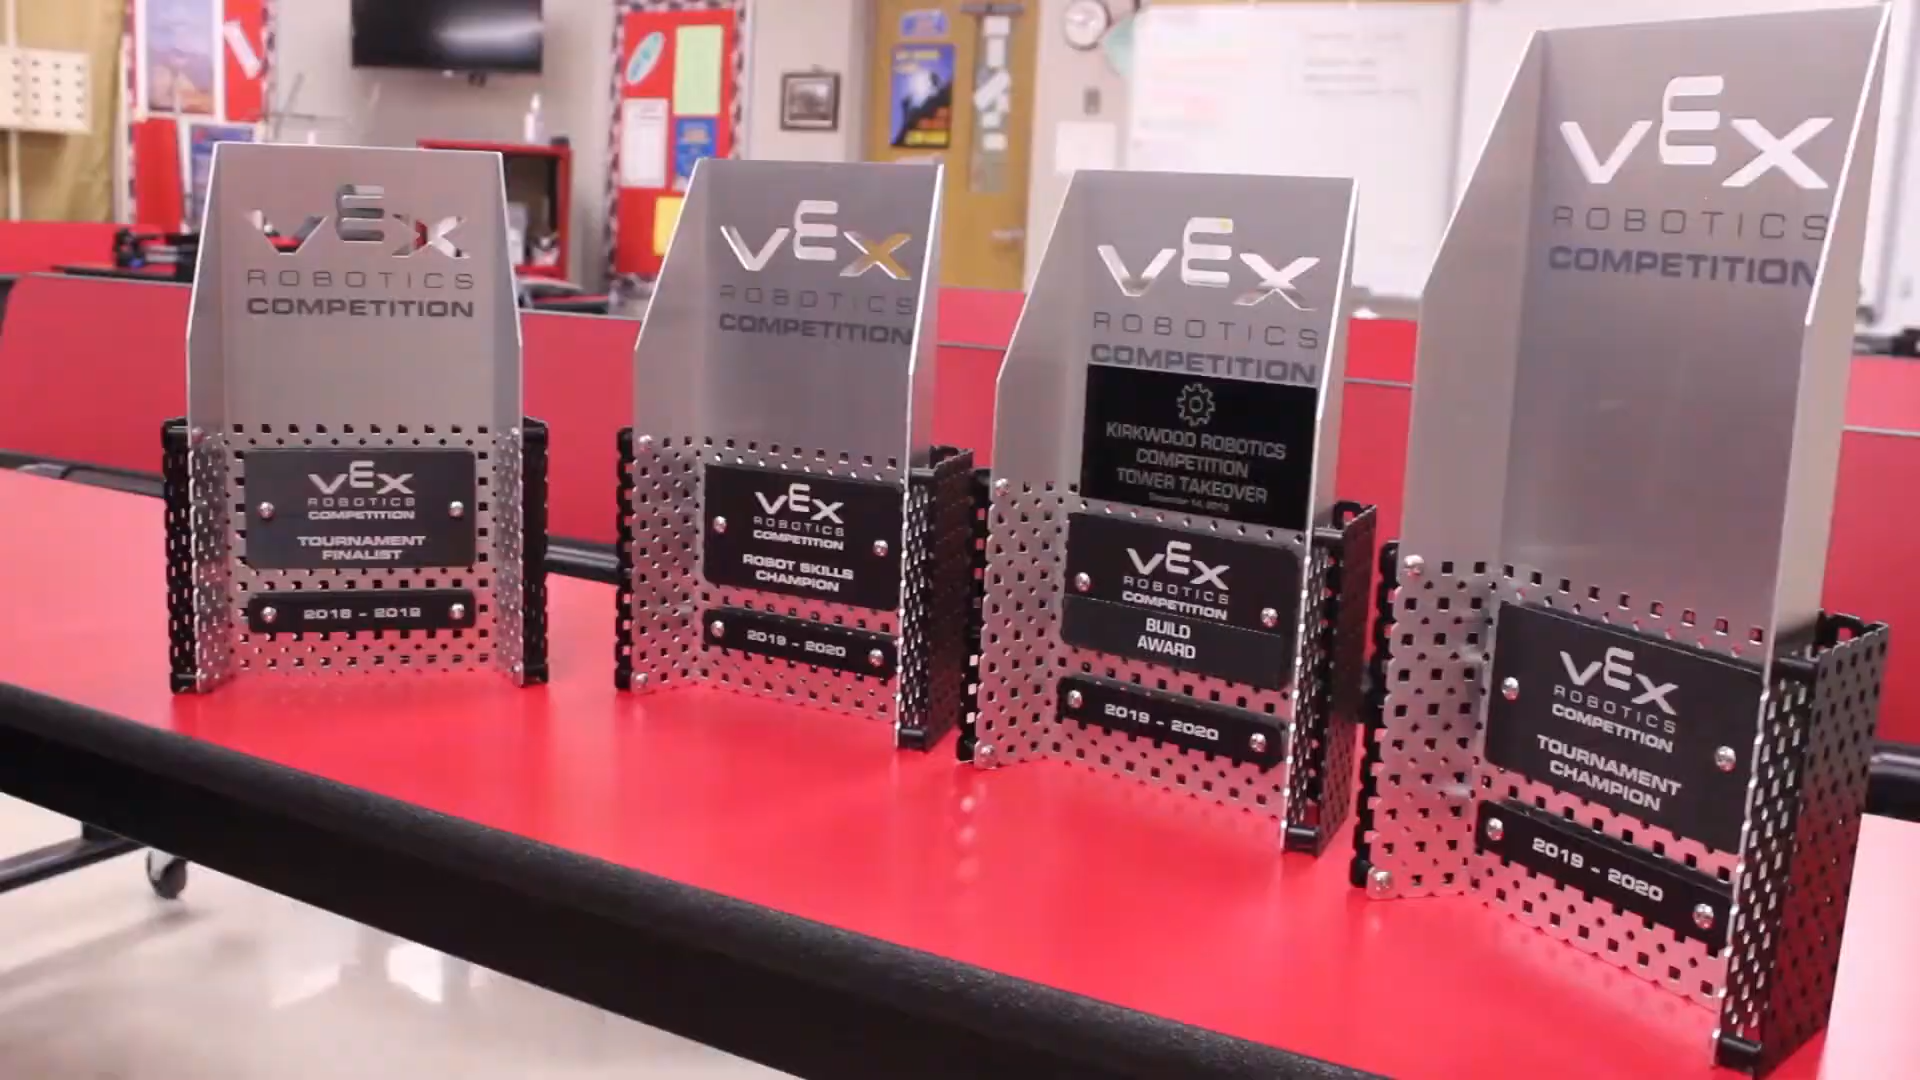 VEX
ROBOTICS
COMPETITION
VEX
ROBOTICS
COMPETITION
TOURNAMENT
FINALIST
2018 - 2019
VEX
ROBOTICS
COMPETITION
VEX
ROBOTICS
COMPETITION
ROBOT SKILLS
CHAMPION
2019 - 2020
VEX
ROBOTICS
COMPETITION
KIRKWOOD ROBOTICS
COMPETITION
TOWER TAKEOVER
VEX
ROBOTICS
COMPETITION
BUILD
AWARD
2019 - 2020
VEX
ROBOTICS
COMPETITION
VEX
ROBOTICS
COMPETITION
TOURNAMENT
CHAMPION
2019 - 2020